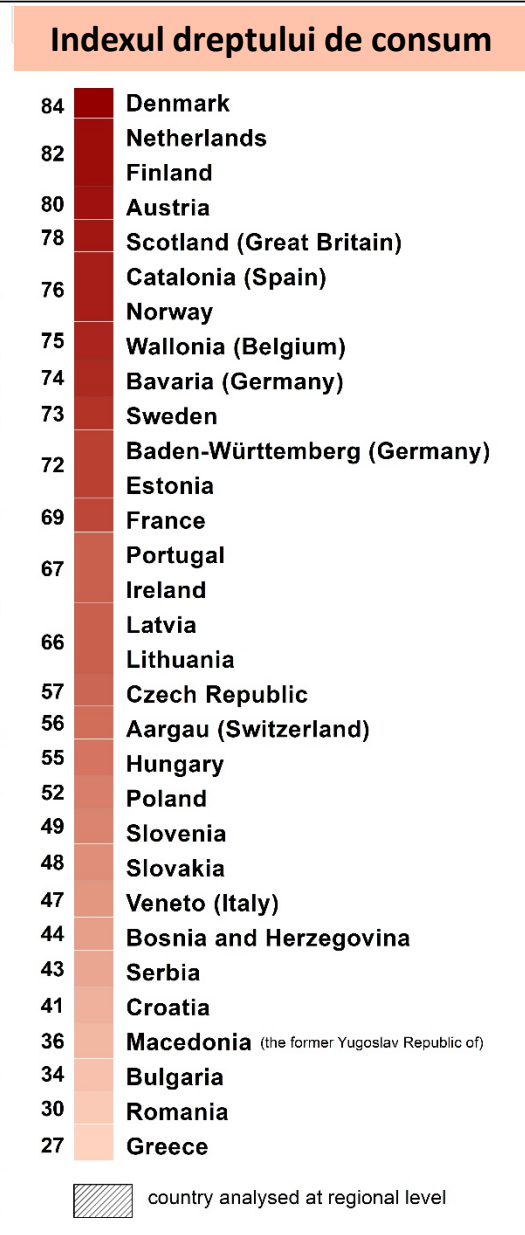 Indexul dreptului de consum
84 Denmark
82 Netherlands
Finland
80 Austria
78 Scotland (Great Britain)
76 Catalonia (Spain)
Norway
75 Wallonia (Belgium)
74 Bavaria (Germany)
73 Sweden
72 Baden-Württemberg (Germany)
Estonia
69 France
67 Portugal
Ireland
66 Latvia
Lithuania
57 Czech Republic
56 Aargau (Switzerland)
55 Hungary
52 Poland
49 Slovenia
48 Slovakia
47 Veneto (Italy)
44 Bosnia and Herzegovina
43 Serbia
41 Croatia
36 Macedonia (the former Yugoslav Republic of)
34 Bulgaria
30 Romania
27 Greece
country analysed at regional level